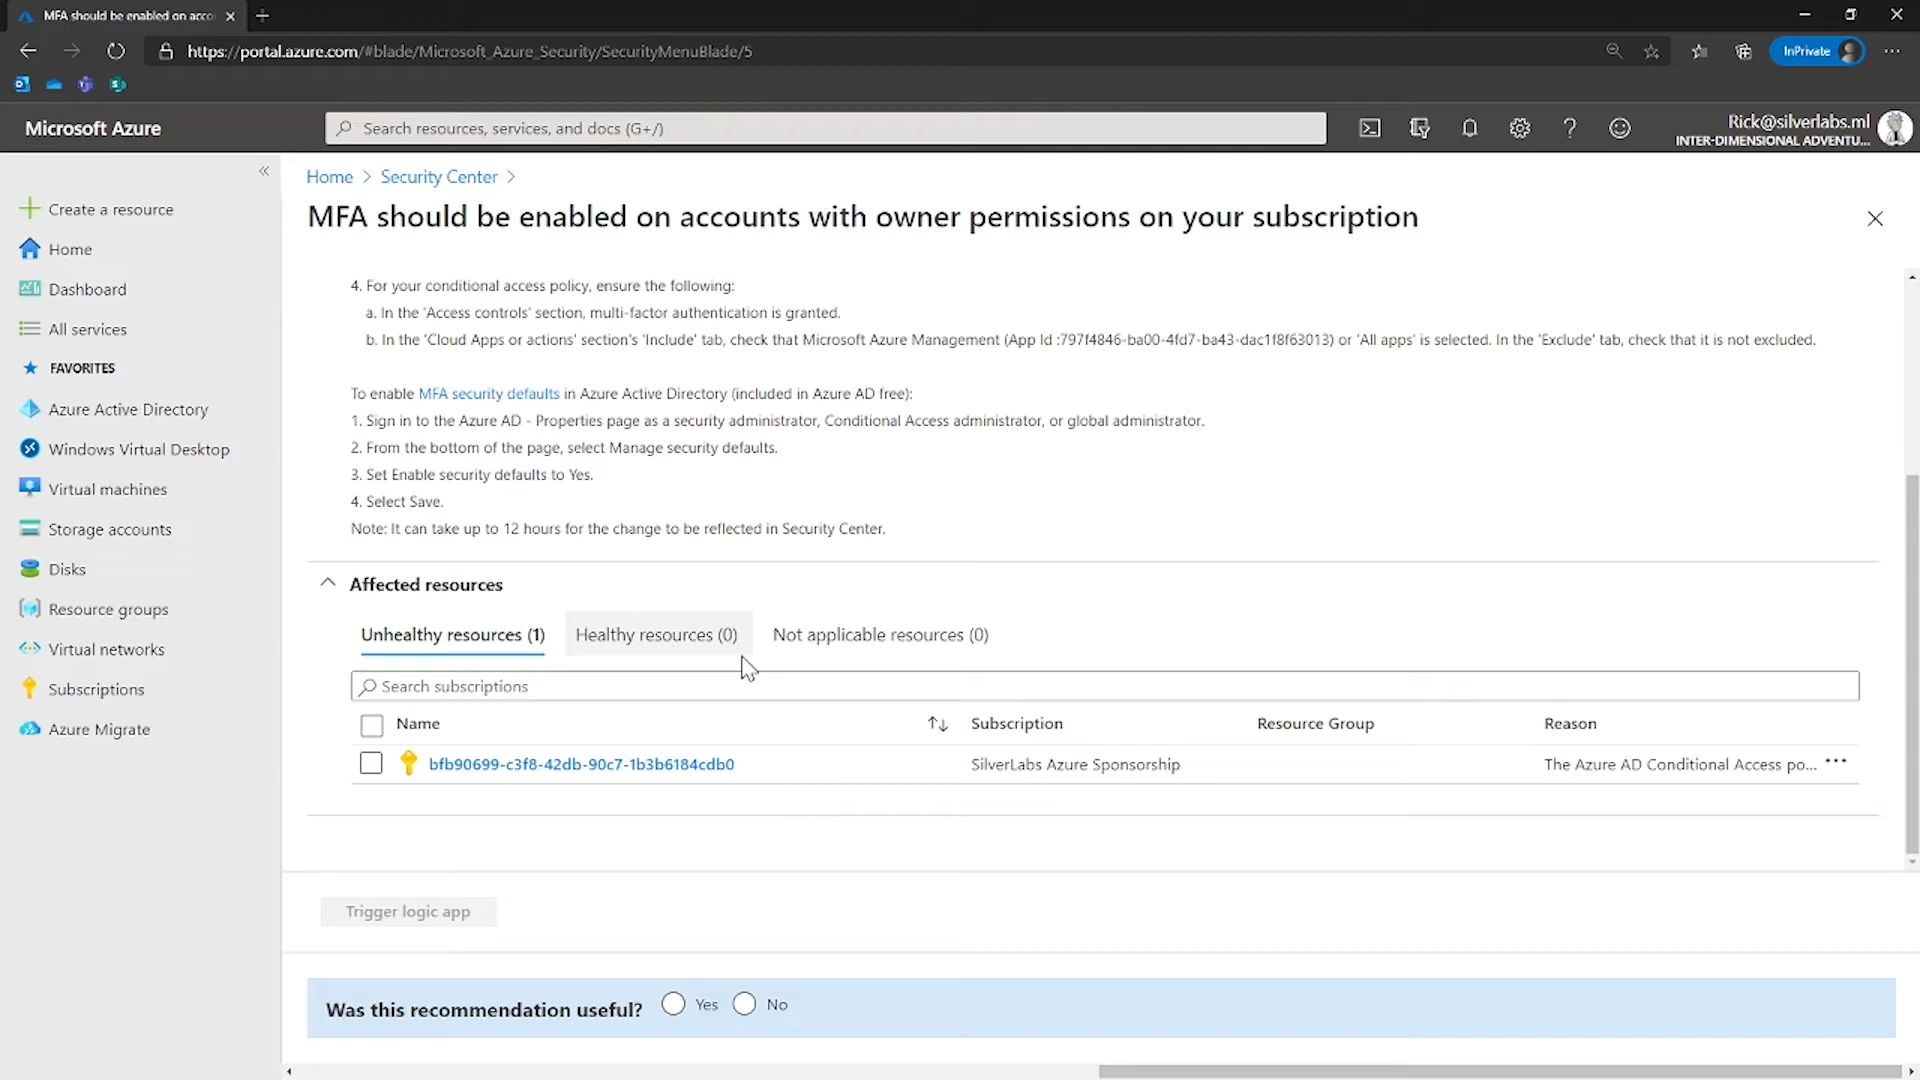 MFA should be enabled on acco
https://portal.azure.com/#blade/Microsoft_Azure_Security/SecurityMenuBlade/5
InPrivate
Microsoft Azure
Search resources, services, and docs (G+/)
Rick@silverlabs.ml
INTER-DIMENSIONAL ADVENTU...
Home > Security Center >
MFA should be enabled on accounts with owner permissions on your subscription
Create a resource
Home
Dashboard
All services
FAVORITES
Azure Active Directory
Windows Virtual Desktop
Virtual machines
Storage accounts
Disks
Resource groups
Virtual networks
Subscriptions
Azure Migrate
4. For your conditional access policy, ensure the following:
a. In the 'Access controls' section, multi-factor authentication is granted.
b. In the 'Cloud Apps or actions' section's 'Include' tab, check that Microsoft Azure Management (App Id :797f4846-ba00-4fd7-ba43-dac1f8f63013) or 'All apps' is selected. In the 'Exclude' tab, check that it is not excluded.
To enable MFA security defaults in Azure Active Directory (included in Azure AD free):
1. Sign in to the Azure AD - Properties page as a security administrator, Conditional Access administrator, or global administrator.
2. From the bottom of the page, select Manage security defaults.
3. Set Enable security defaults to Yes.
4. Select Save.
Note: It can take up to 12 hours for the change to be reflected in Security Center.
Affected resources
Unhealthy resources (1) Healthy resources (0) Not applicable resources (0)
Search subscriptions
Name Subscription Resource Group Reason
bfb90699-c3f8-42db-90c7-1b3b6184cdb0 SilverLabs Azure Sponsorship The Azure AD Conditional Access po... ...
Trigger logic app
Was this recommendation useful? Yes No